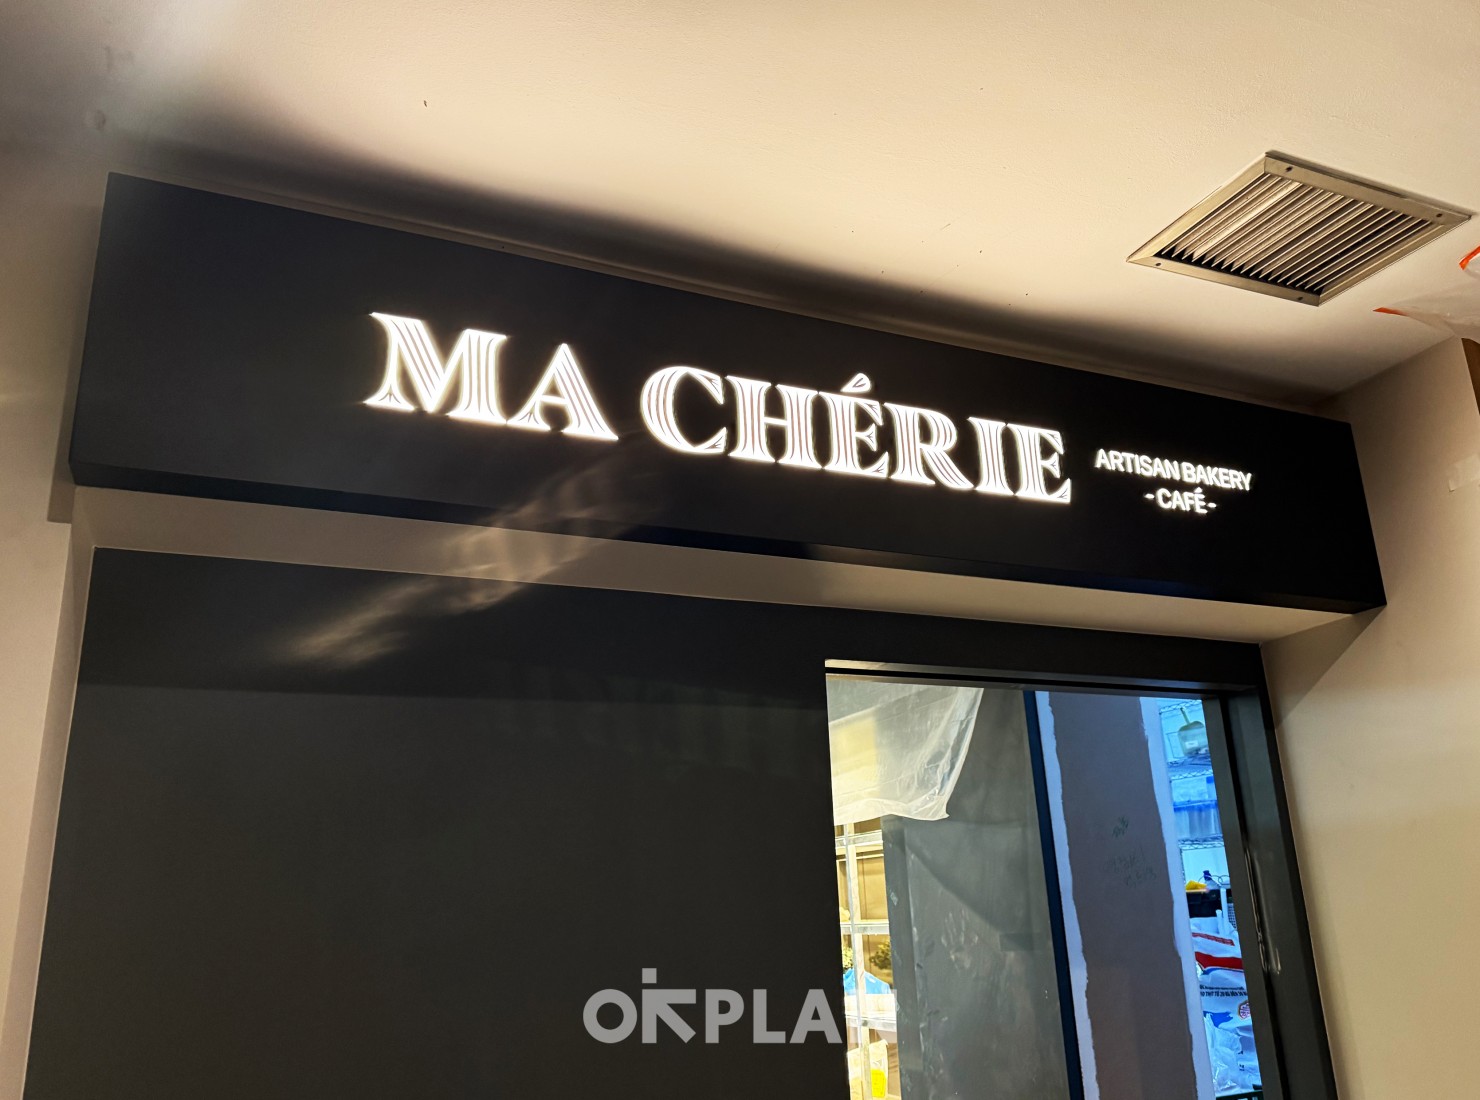 MA CHÉRIE
ARTISAN BAKERY
-CAFÉ-